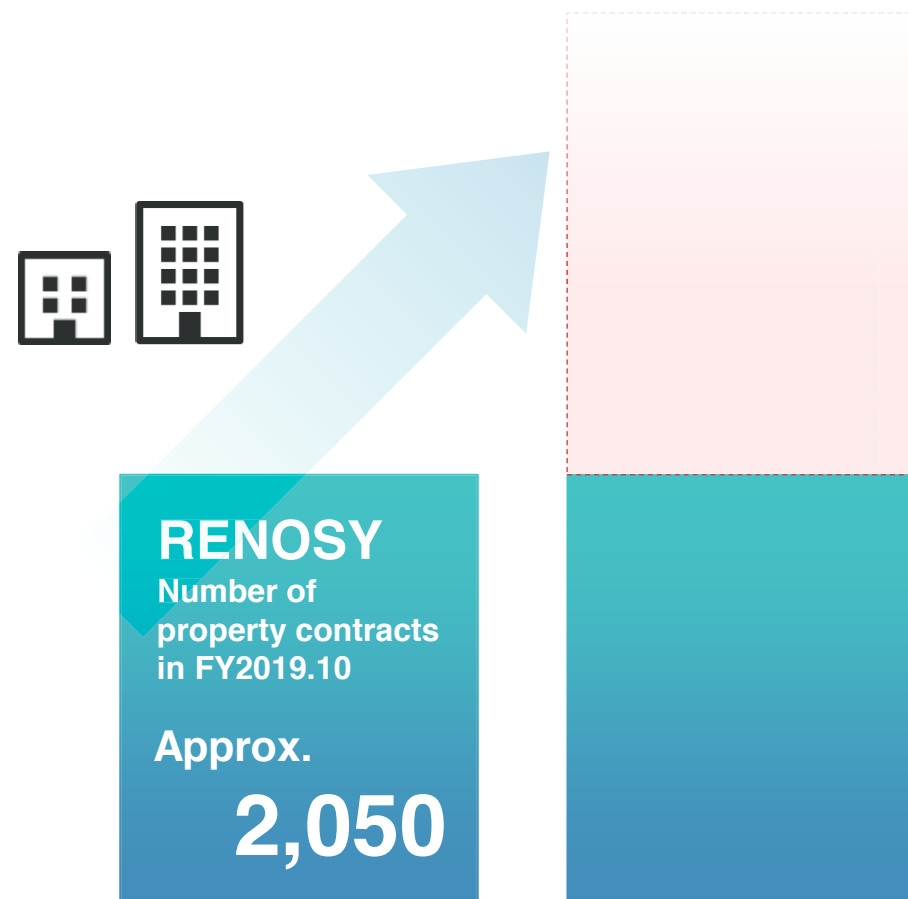 RENOSY
Number of
property contracts
in FY2019.10
Approx.
2,050